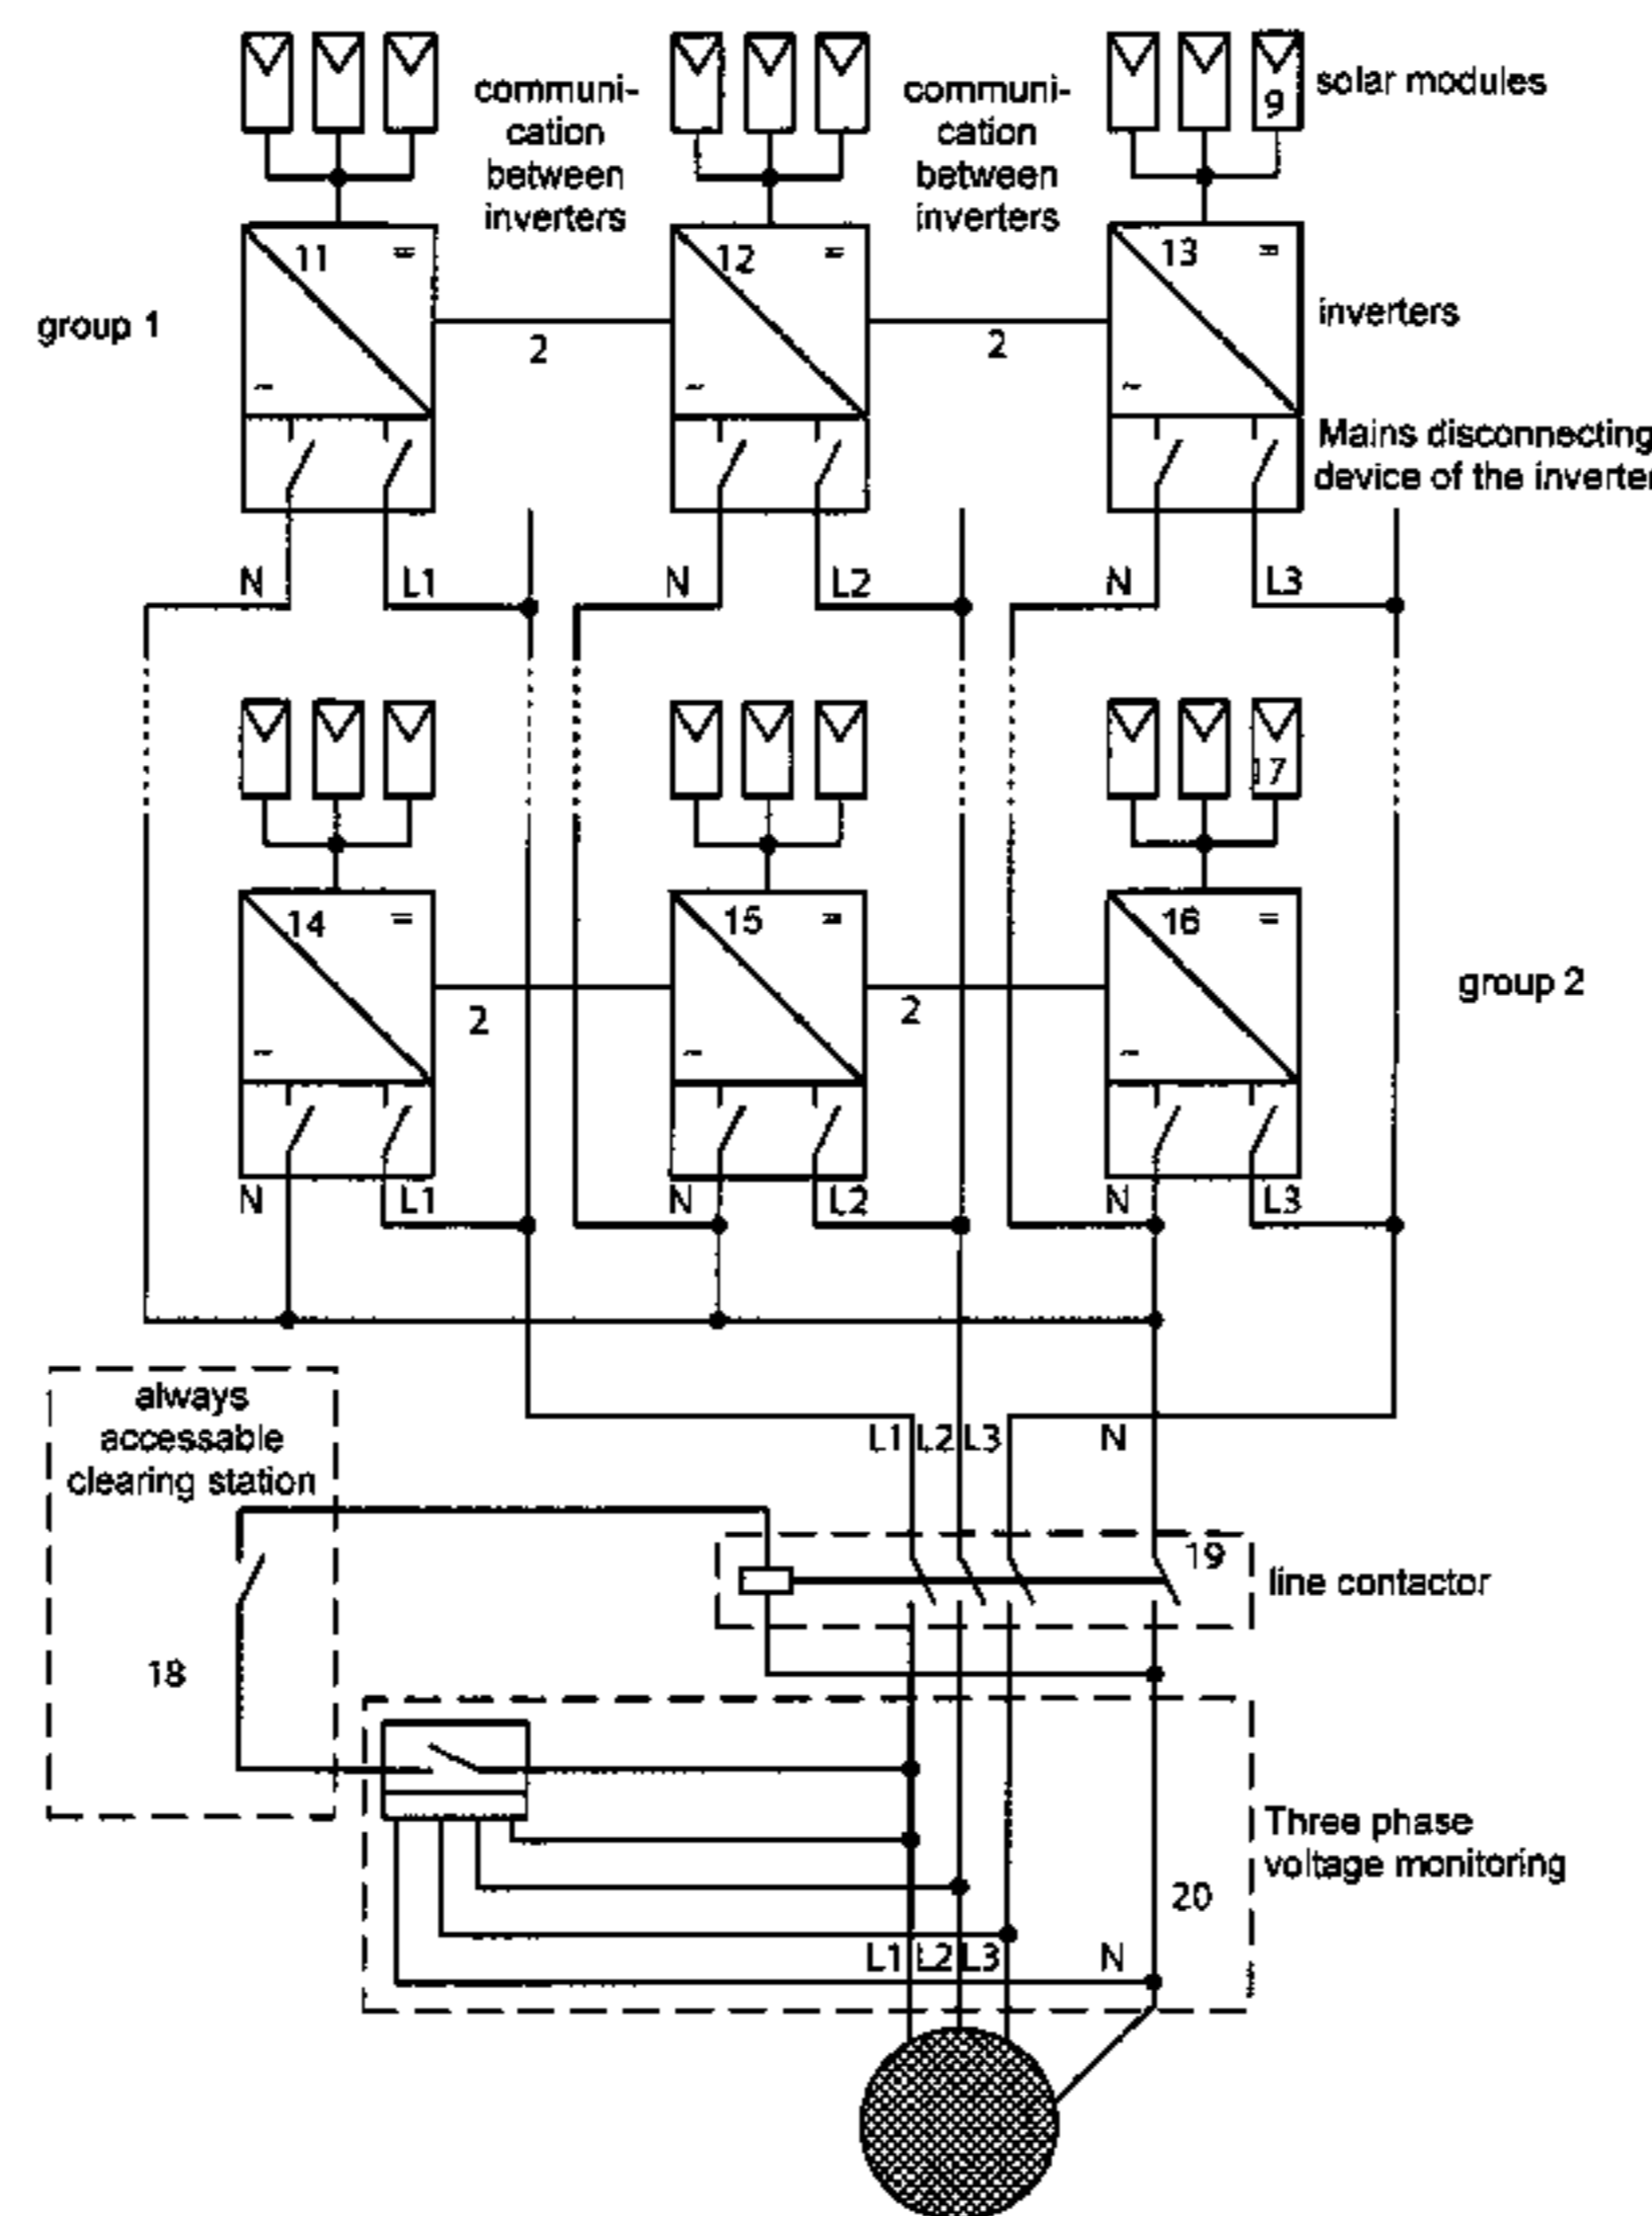 communi-
cation
between
inverters
communi-
cation
between
inverters
9
solar modules
11 =
12 =
13 =
group 1
2
2
inverters
~
~
~
Mains disconnecting
device of the inverter
N L1
N L2
N L3
17
14 =
15 =
16 =
2
2
group 2
~
~
~
N L1
N L2
N L3
always
accessable
clearing station
L1 L2 L3 N
19
line contactor
18
Three phase
voltage monitoring
20
L1 L2 L3 N